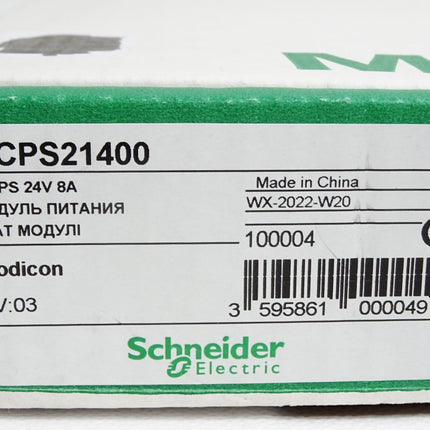 CPS21400
PS 24V 8A
ДУЛЬ ПИТАНИЯ
АТ МОДУЛІ
odicon
V:03
Made in China
WX-2022-W20
100004
3 595861 000049
Schneider
Electric